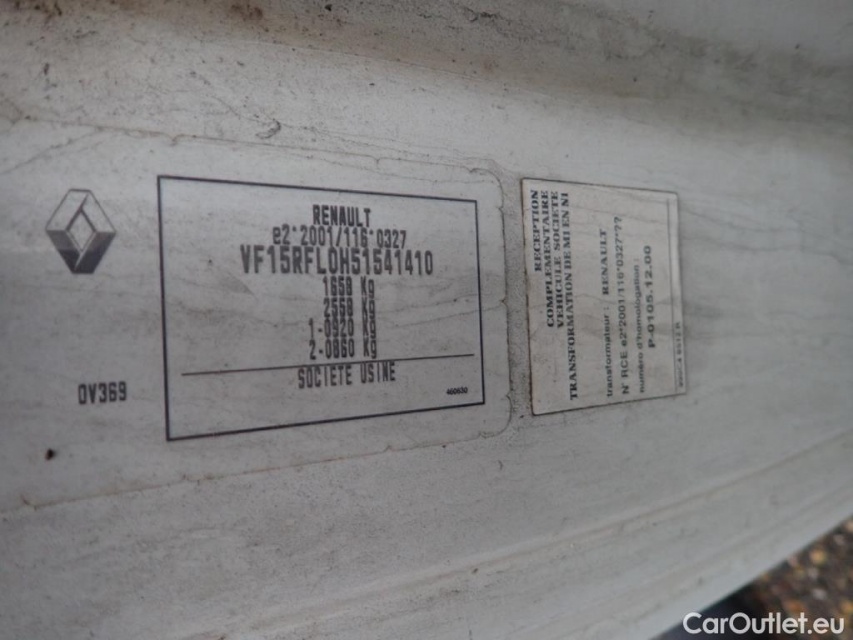 RENAULT
e2*2001/116*0327
VF15RFL0H51541410
1650 Kg
2550 Kg
1-0920 Kg
2-0860 Kg
SOCIETE USINE
0V369
RECEPTION
COMPLEMENTAIRE
VEHICULE SOCIETE
TRANSFORMATION DE M1 EN N1
transformateur : RENAULT
N° RCE e2*2001/116*0327*??
numéro d'homologation :
P-0105.12.00
CarOutlet.eu